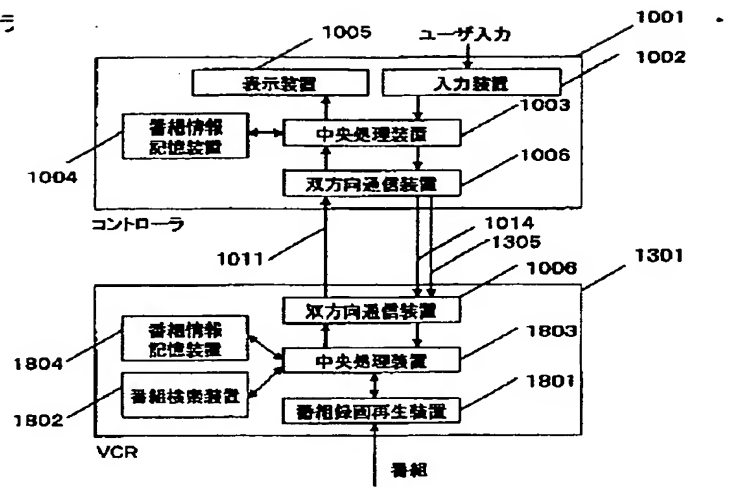 ラ
1005
ユーザ入力
1001
1002
表示装置
入力装置
1003
番組情報
記憶装置
中央処理装置
1004
1006
双方向通信装置
コントローラ
1011
1014
1305
1006
1301
双方向通信装置
番組情報
記憶装置
1803
1804
中央処理装置
1801
番組検索装置
番組録画再生装置
1802
VCR
番組